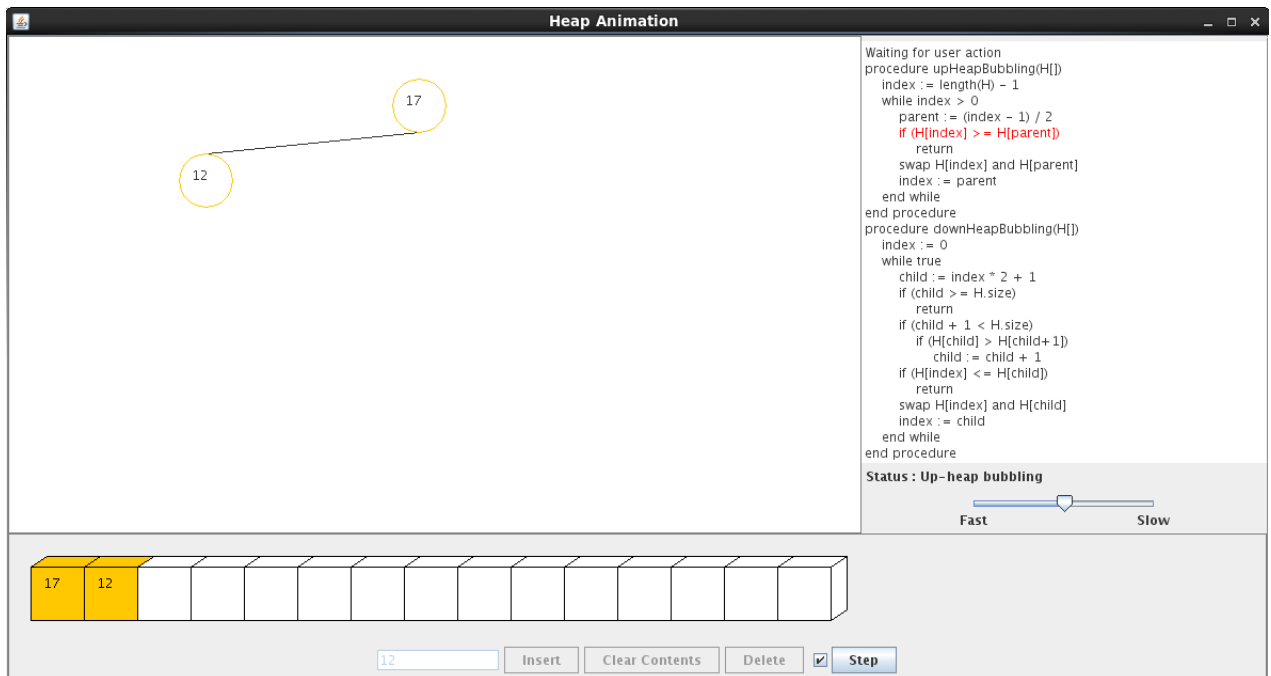 Heap Animation
17
12
Waiting for user action
procedure upHeapBubbling(H[])
index := length(H) - 1
while index > 0
parent := (index - 1) / 2
if (H[index] >= H[parent])
return
swap H[index] and H[parent]
index := parent
end while
end procedure
procedure downHeapBubbling(H[])
index := 0
while true
child := index * 2 + 1
if (child >= H.size)
return
if (child + 1 < H.size)
if (H[child] > H[child+1])
child := child + 1
if (H[index] <= H[child])
return
swap H[index] and H[child]
index := child
end while
end procedure
Status : Up-heap bubbling
Fast Slow
17 12
12 Insert Clear Contents Delete Step